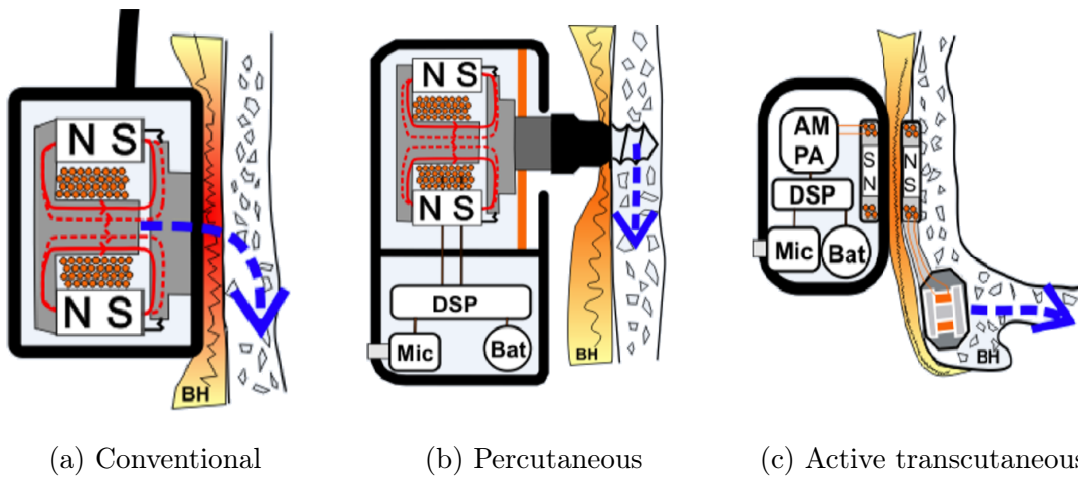 N S
N S
BH
N S
N S
DSP
Mic
Bat
BH
AM
PA
DSP
Mic
Bat
S
N
N
S
BH
(a) Conventional
(b) Percutaneous
(c) Active transcutaneous